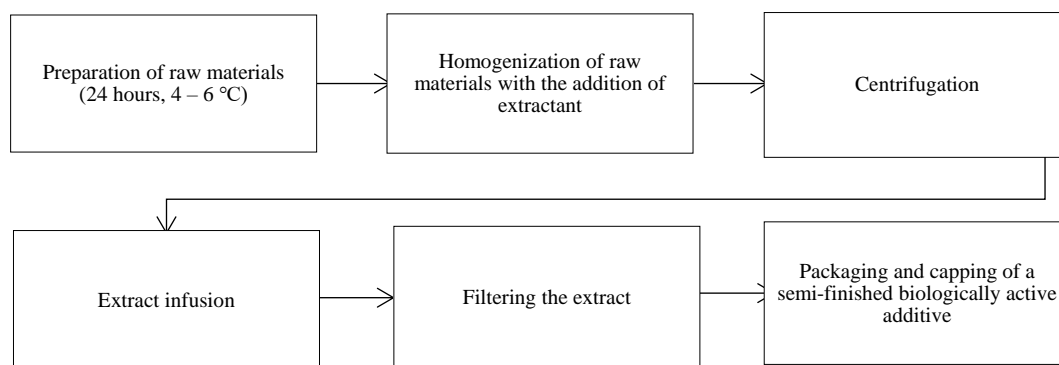 Preparation of raw materials
(24 hours, 4 – 6 ℃)
Homogenization of raw
materials with the addition of
extractant
Centrifugation
Extract infusion
Filtering the extract
Packaging and capping of a
semi-finished biologically active
additive